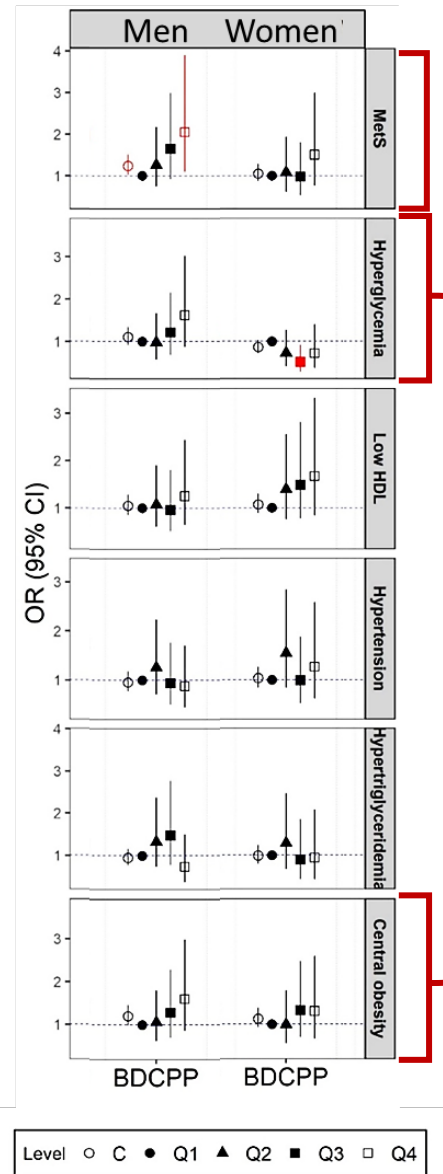 Men Women'
4
3
2
1
MetS
3
2
1
Hyperglycemia
3
2
1
Low HDL
OR (95% CI)
3
2
1
Hypertension
4
3
2
1
Hypertriglyceridemia
3
2
1
Central obesity
BDCPP BDCPP
Level C Q1 Q2 Q3 Q4